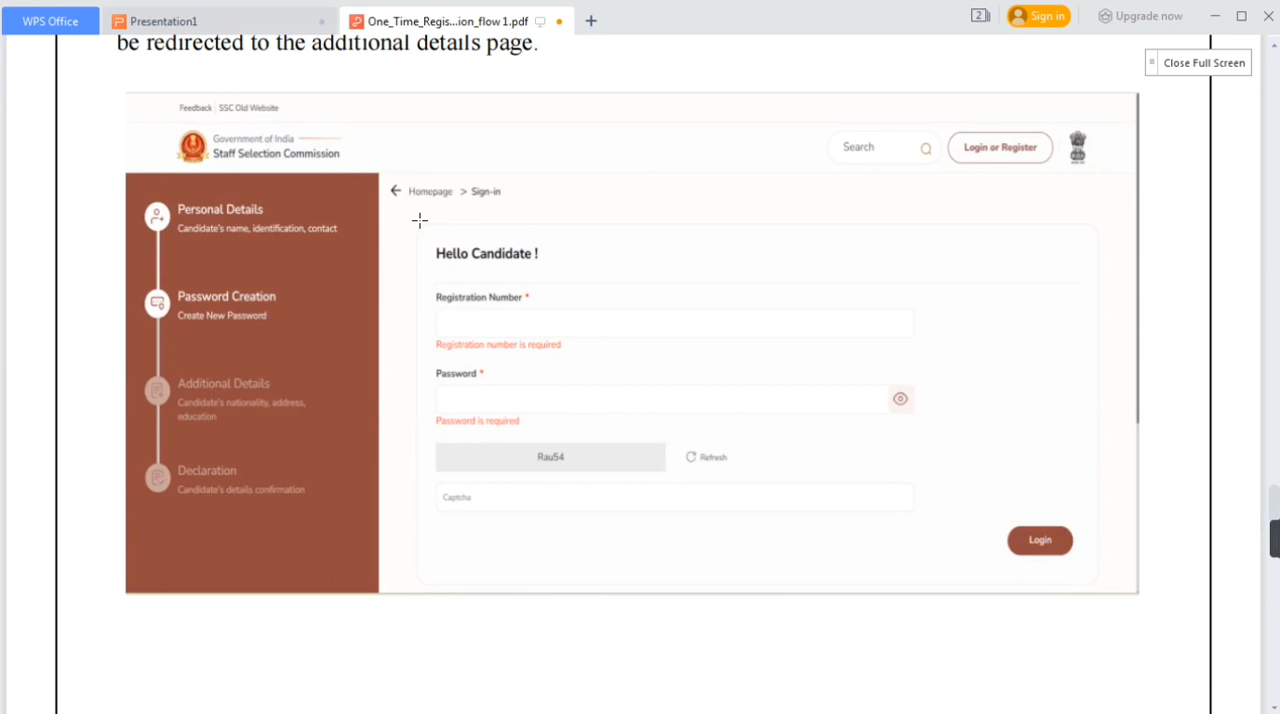 WPS Office
Presentation1
One_Time_Regis...ion_flow 1.pdf
2
Sign in
Upgrade now
be redirected to the additional details page.
Close Full Screen
Feedback
SSC Old Website
Government of India
Staff Selection Commission
Search
Login or Register
Homepage > Sign-in
Personal Details
Candidate's name, identification, contact
Password Creation
Create New Password
Additional Details
Candidate's nationality, address,
education
Declaration
Candidate's details confirmation
Hello Candidate !
Registration Number *
Registration number is required
Password *
Password is required
Rau54
Refresh
Captcha
Login